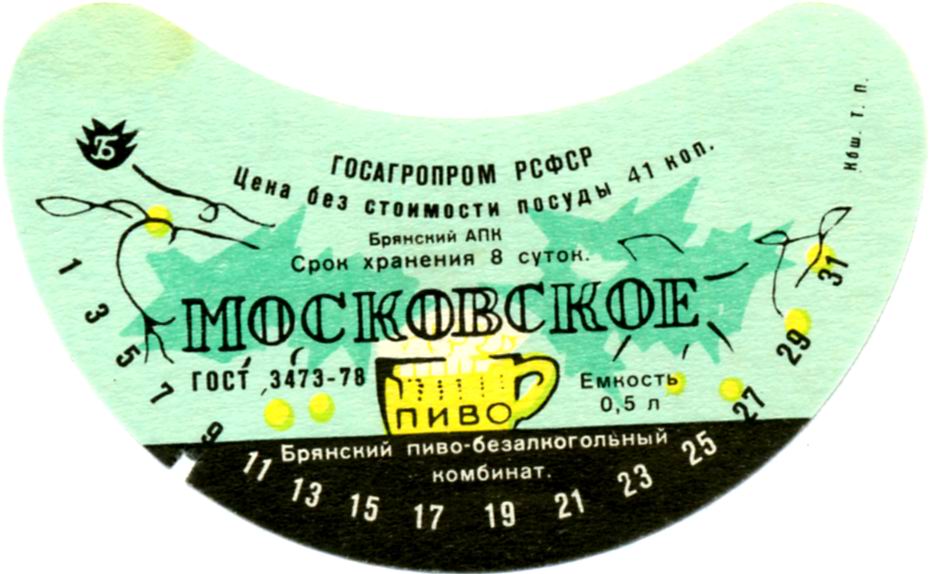 Б
ГОСАГРОПРОМ РСФСР
Цена без стоимости посуды 41 коп.
Брянский АПК
Срок хранения 8 суток.
МОСКОВСКОЕ
ГОСТ 3473-78
ПИВО
Емкость
0,5 л
Брянский пиво-безалкогольный
комбинат.
1 3 5 7 9 11 13 15 17 19 21 23 25 27 29 31
Кбш. Т. П.